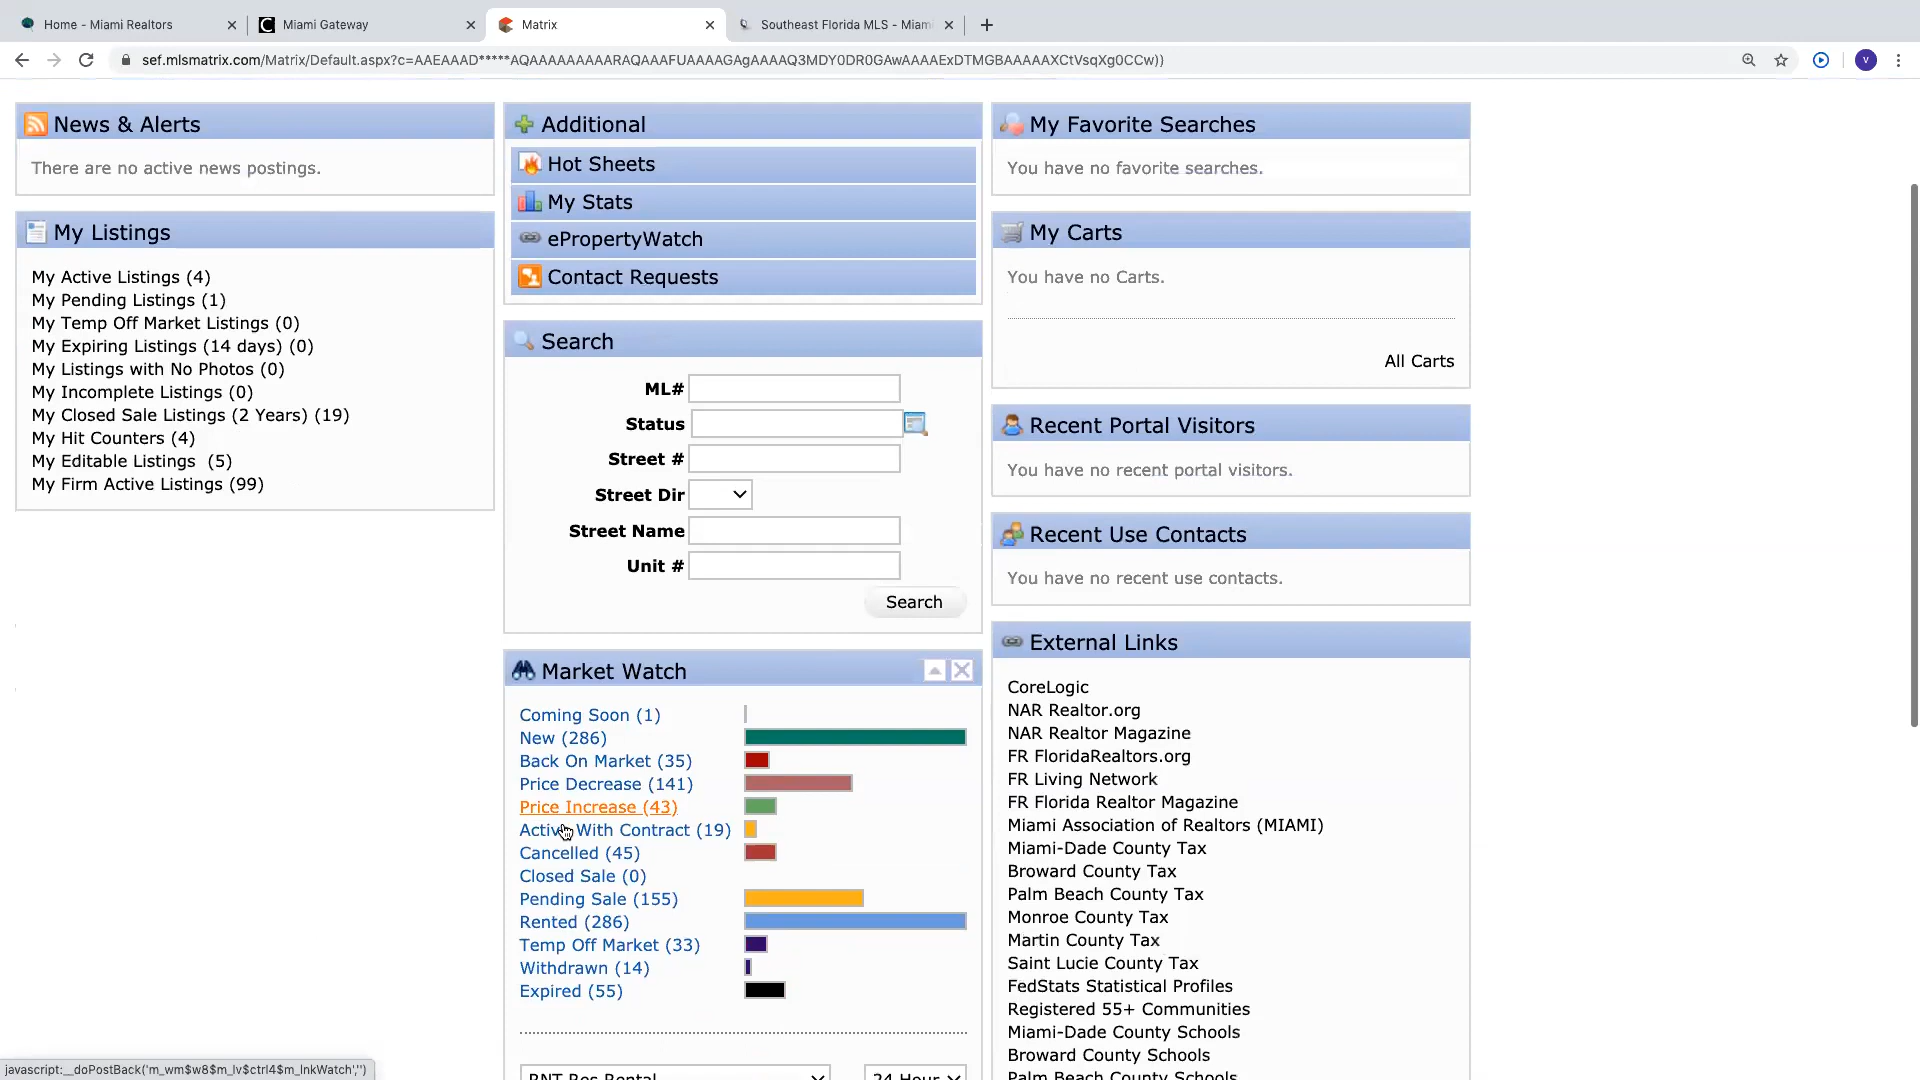 Home - Miami Realtors
Miami Gateway
Matrix
Southeast Florida MLS - Miami
sef.mlsmatrix.com/Matrix/Default.aspx?c=AAEAAAD*****AQAAAAAAAAARAQAAAFUAAAAGAgAAAAQ3MDY0DR0GAwAAAAExDTMGBAAAAAXCtVsqXg0CCw))
V
News & Alerts
There are no active news postings.
My Listings
My Active Listings (4)
My Pending Listings (1)
My Temp Off Market Listings (0)
My Expiring Listings (14 days) (0)
My Listings with No Photos (0)
My Incomplete Listings (0)
My Closed Sale Listings (2 Years) (19)
My Hit Counters (4)
My Editable Listings (5)
My Firm Active Listings (99)
Additional
Hot Sheets
My Stats
ePropertyWatch
Contact Requests
Search
ML#
Status
Street #
Street Dir
Street Name
Unit #
Search
Market Watch
Coming Soon (1)
New (286)
Back On Market (35)
Price Decrease (141)
Price Increase (43)
Active With Contract (19)
Cancelled (45)
Closed Sale (0)
Pending Sale (155)
Rented (286)
Temp Off Market (33)
Withdrawn (14)
Expired (55)
RNT Res Rental
24 Hour
My Favorite Searches
You have no favorite searches.
My Carts
You have no Carts.
All Carts
Recent Portal Visitors
You have no recent portal visitors.
Recent Use Contacts
You have no recent use contacts.
External Links
CoreLogic
NAR Realtor.org
NAR Realtor Magazine
FR FloridaRealtors.org
FR Living Network
FR Florida Realtor Magazine
Miami Association of Realtors (MIAMI)
Miami-Dade County Tax
Broward County Tax
Palm Beach County Tax
Monroe County Tax
Martin County Tax
Saint Lucie County Tax
FedStats Statistical Profiles
Registered 55+ Communities
Miami-Dade County Schools
Broward County Schools
Palm Beach County Schools
javascript:__doPostBack('m_wm$w8$m_lv$ctrl4$m_lnkWatch','')